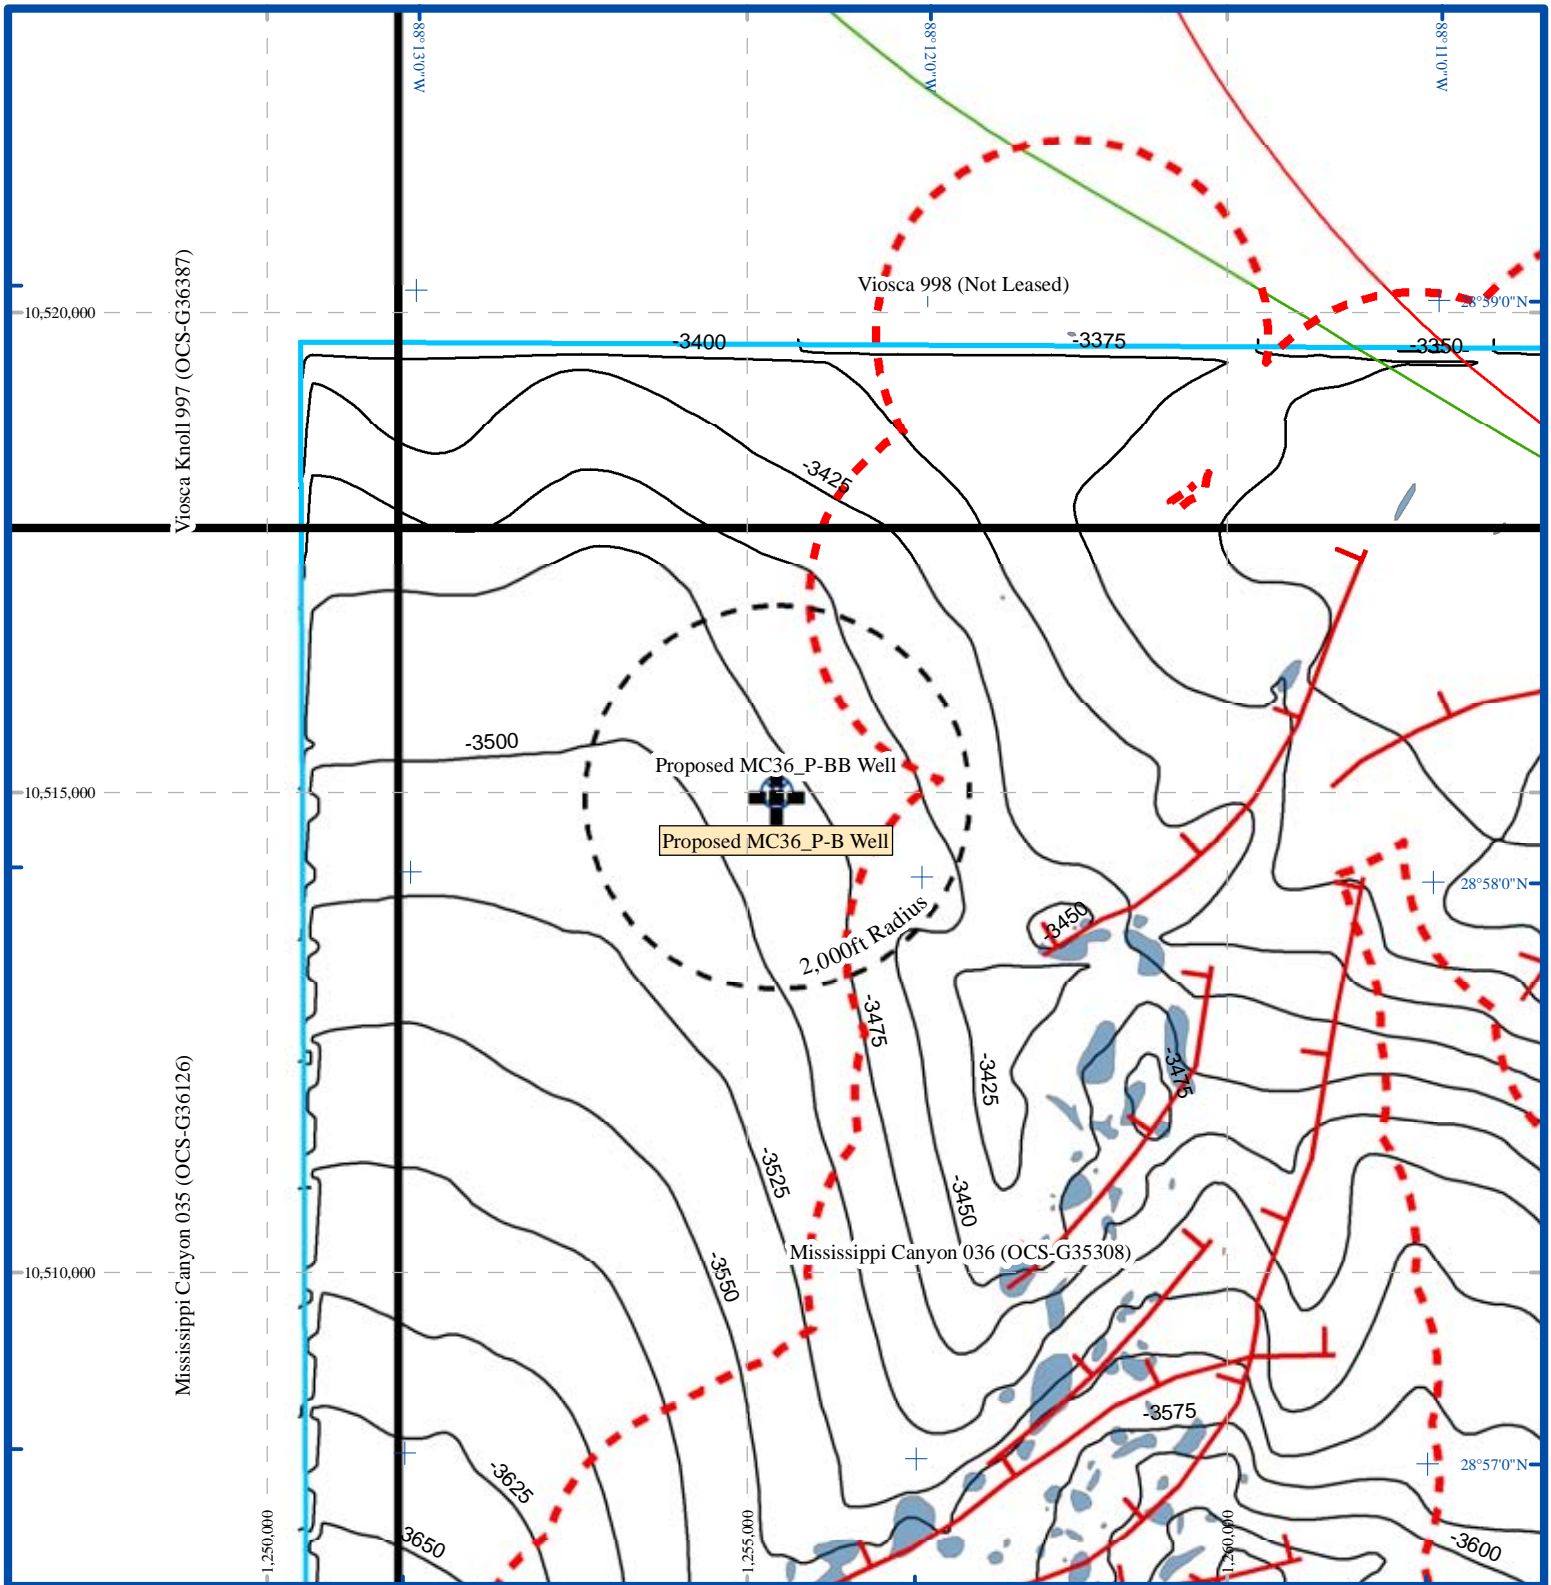 88°13'0"W
88°12'0"W
88°11'0"W
Viosca Knoll 997 (OCS-G36387)
Viosca 998 (Not Leased)
28°59'0"N
10,520,000
-3400
-3375
-3350
-3425
-3500
Proposed MC36_P-BB Well
10,515,000
Proposed MC36_P-B Well
28°58'0"N
2,000ft Radius
-3450
-3475
-3425
-3475
Mississippi Canyon 035 (OCS-G36126)
-3525
-3450
Mississippi Canyon 036 (OCS-G35308)
10,510,000
-3550
-3575
28°57'0"N
-3625
-3650
-3600
1,250,000
1,255,000
1,260,000